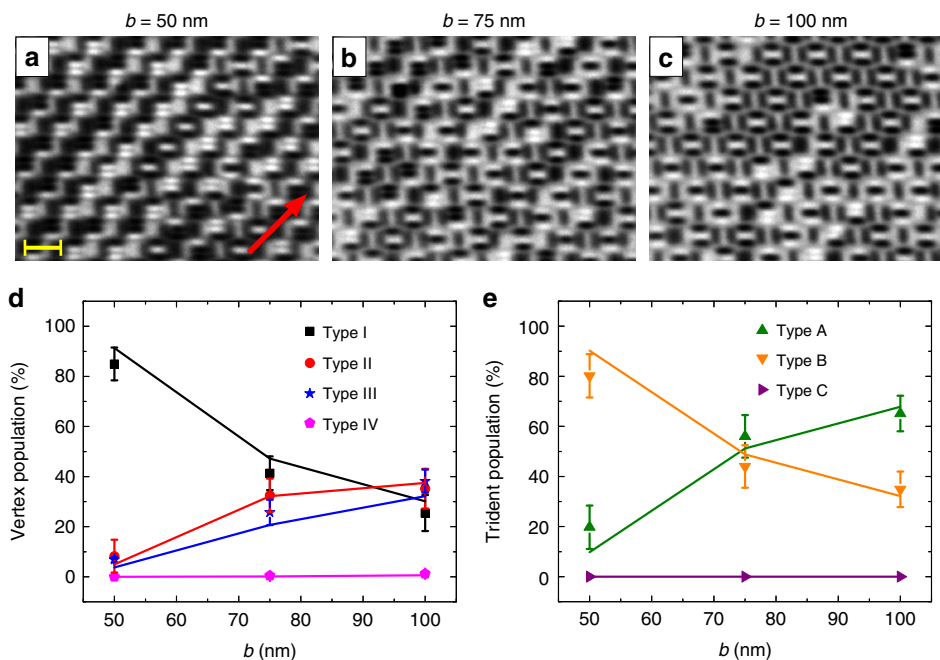 b = 50 nm
b = 75 nm
b = 100 nm
a
b
c
d
e
Vertex population (%)
100
80
60
40
20
0
Type I
Type II
Type III
Type IV
50 60 70 80 90 100
b (nm)
Trident population (%)
100
80
60
40
20
0
Type A
Type B
Type C
50 60 70 80 90 100
b (nm)